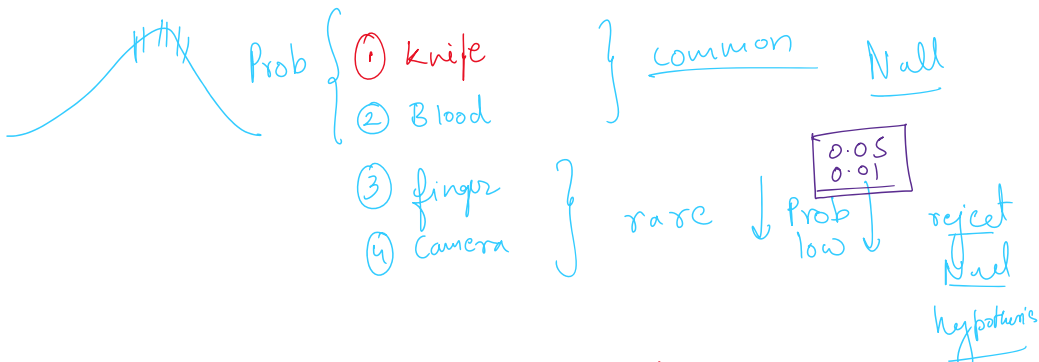 Prob
① Knife
② Blood
common
Null
③ finger
④ Camera
rare
0.05
0.01
Prob
low
rejcet
Null
hypothesis